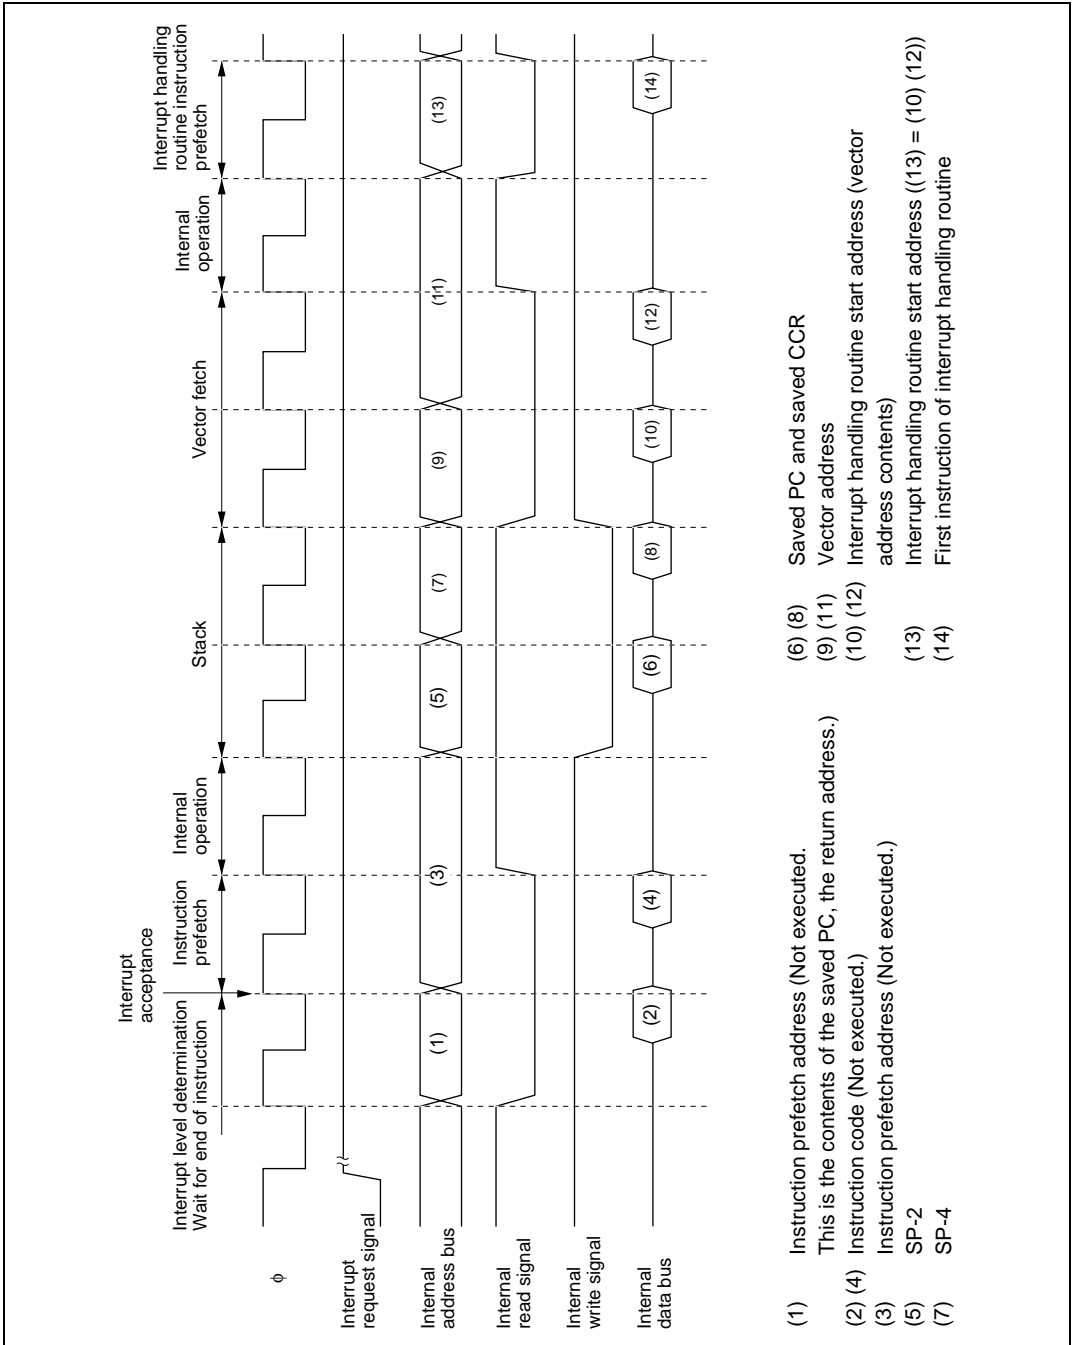 Interrupt level determination
Wait for end of instruction
Interrupt
acceptance
Instruction
prefetch
Internal
operation
Stack
Vector fetch
Internal
operation
Interrupt handling
routine instruction
prefetch
φ
Interrupt
request signal
Internal
address bus
(1)
(3)
(5)
(7)
(9)
(11)
(13)
Internal
read signal
Internal
write signal
Internal
data bus
(2)
(4)
(6)
(8)
(10)
(12)
(14)
(1) Instruction prefetch address (Not executed.
This is the contents of the saved PC, the return address.)
(2) (4) Instruction code (Not executed.)
(3) Instruction prefetch address (Not executed.)
(5) SP-2
(7) SP-4
(6) (8) Saved PC and saved CCR
(9) (11) Vector address
(10) (12) Interrupt handling routine start address (vector
address contents)
(13) Interrupt handling routine start address ((13) = (10) (12))
(14) First instruction of interrupt handling routine